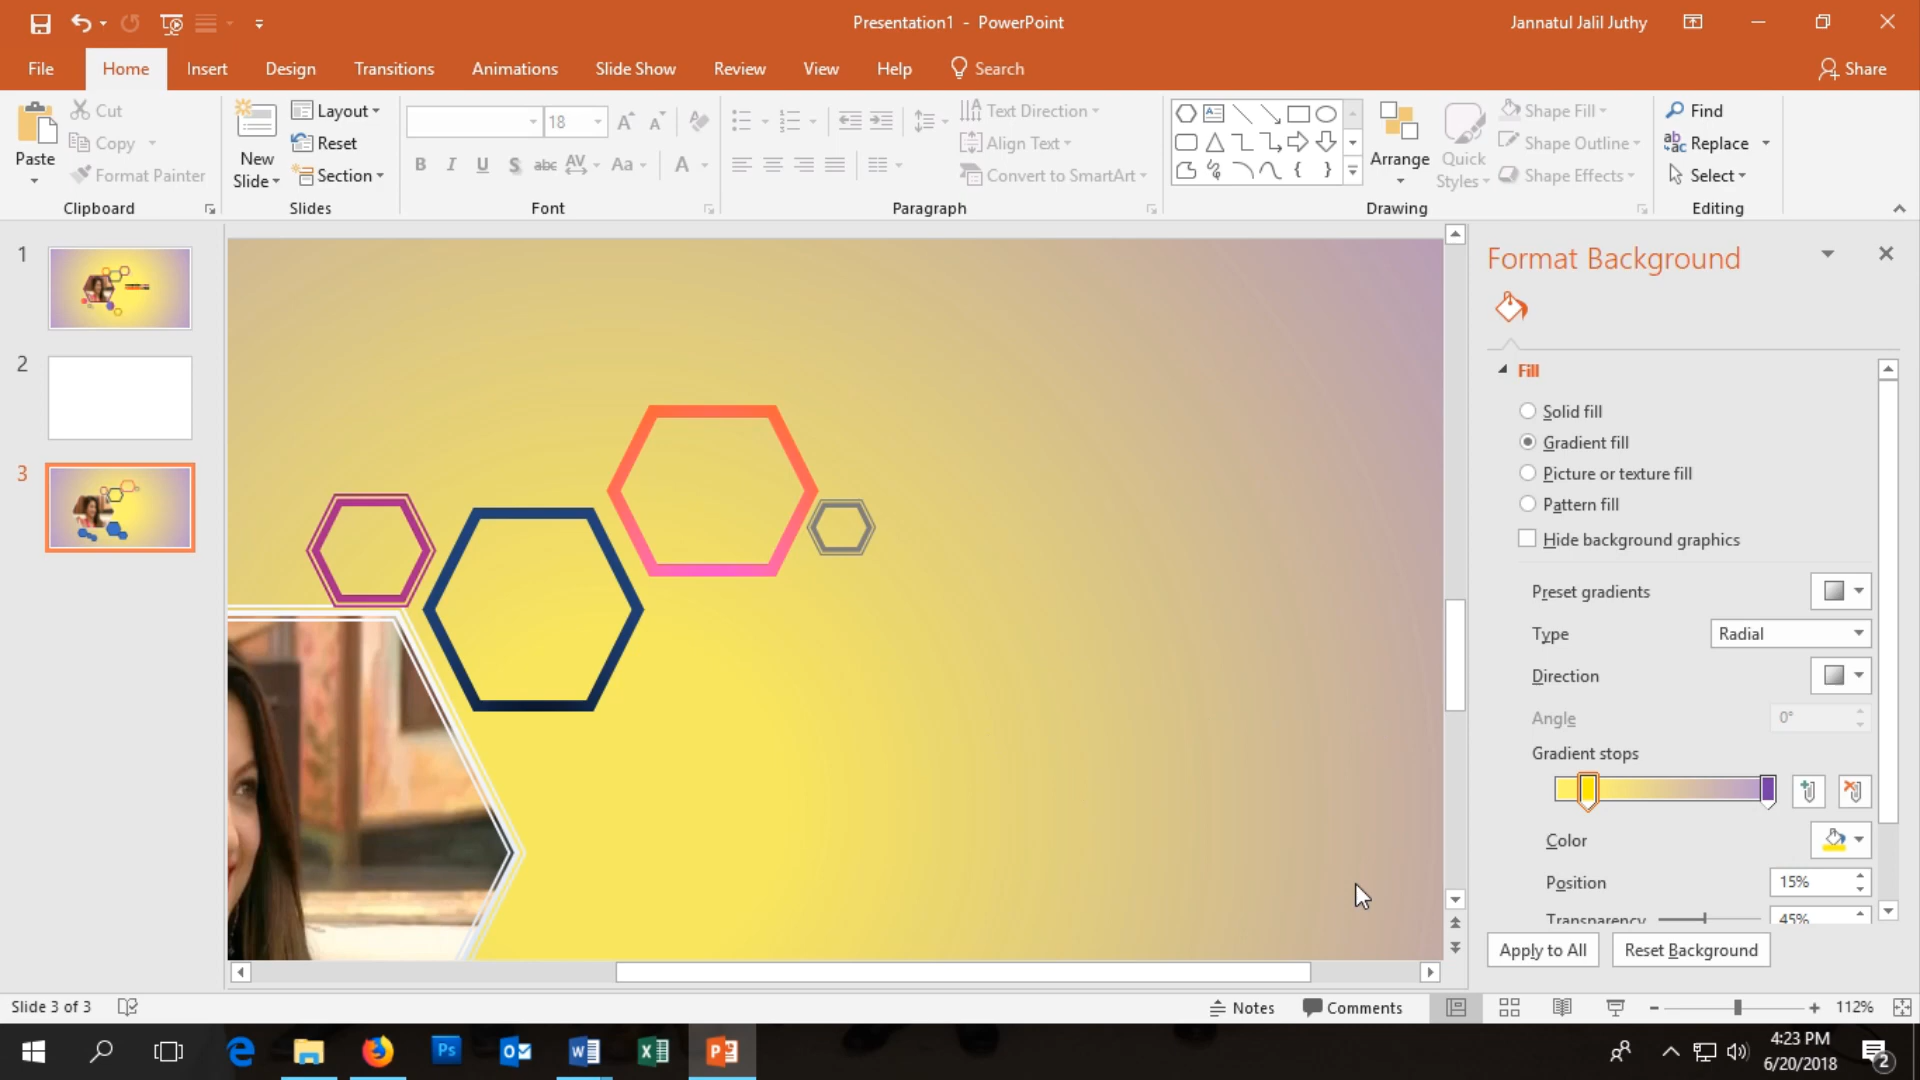 Presentation1 - PowerPoint
Jannatul Jalil Juthy
File Home Insert Design Transitions Animations Slide Show Review View Help Search Share
Paste
Cut
Copy
Format Painter
Clipboard
New Slide
Layout
Reset
Section
Slides
18
B I U S abc AV Aa A
Font
Text Direction
Align Text
Convert to SmartArt
Paragraph
Arrange
Quick Styles
Shape Fill
Shape Outline
Shape Effects
Drawing
Find
Replace
Select
Editing
1
2
3
Format Background
Fill
Solid fill
Gradient fill
Picture or texture fill
Pattern fill
Hide background graphics
Preset gradients
Type Radial
Direction
Angle 0°
Gradient stops
Color
Position 15%
Transparency 45%
Apply to All Reset Background
Slide 3 of 3
Notes Comments 112%
4:23 PM
6/20/2018
2